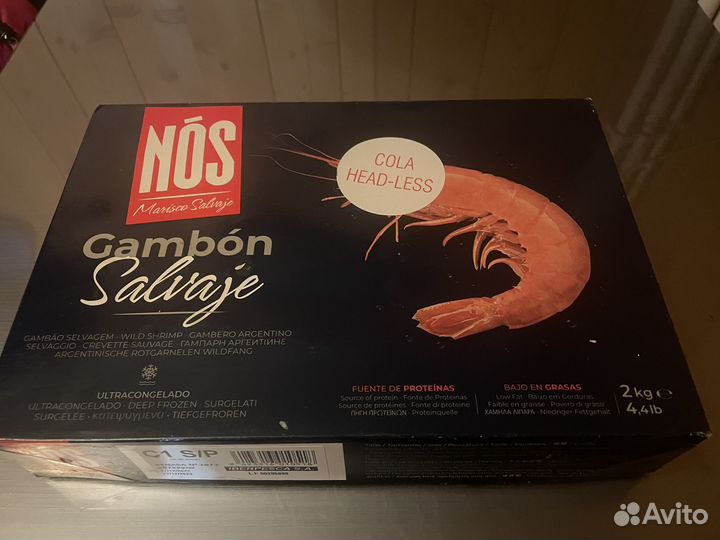 NÓS
Marisco Salvaje
COLA
HEAD-LESS
Gambón
Salvaje
GAMBÃO SELVAGEM · WILD SHRIMP · GAMBERO ARGENTINO
SELVAGGIO · CREVETTE SAUVAGE ·
ARGENTINISCHE ROTGARNELEN WILDFANG
ULTRACONGELADO
ULTRACONGELADO · DEEP FROZEN · SURGELATI
SURGELÉE · κατεψυγμένα · TIEFGEFROREN
FUENTE DE PROTEÍNAS
Source of protein · Fonte de Proteínas
Source de protéines · Fonte di proteine
ΠΗΓΗ ΠΡΩΤΕΙΝΩΝ · Proteinquelle
BAJO EN GRASAS
Low Fat · Baixo em Gorduras
Faible en graisse · Povero di grassi
ΧΑΜΗΛΑ ΛΙΠΑΡΑ · Niedriger Fettgehalt
2kg e
4,4lb
C1 S/P
IBERPESCA S.A.
Avito